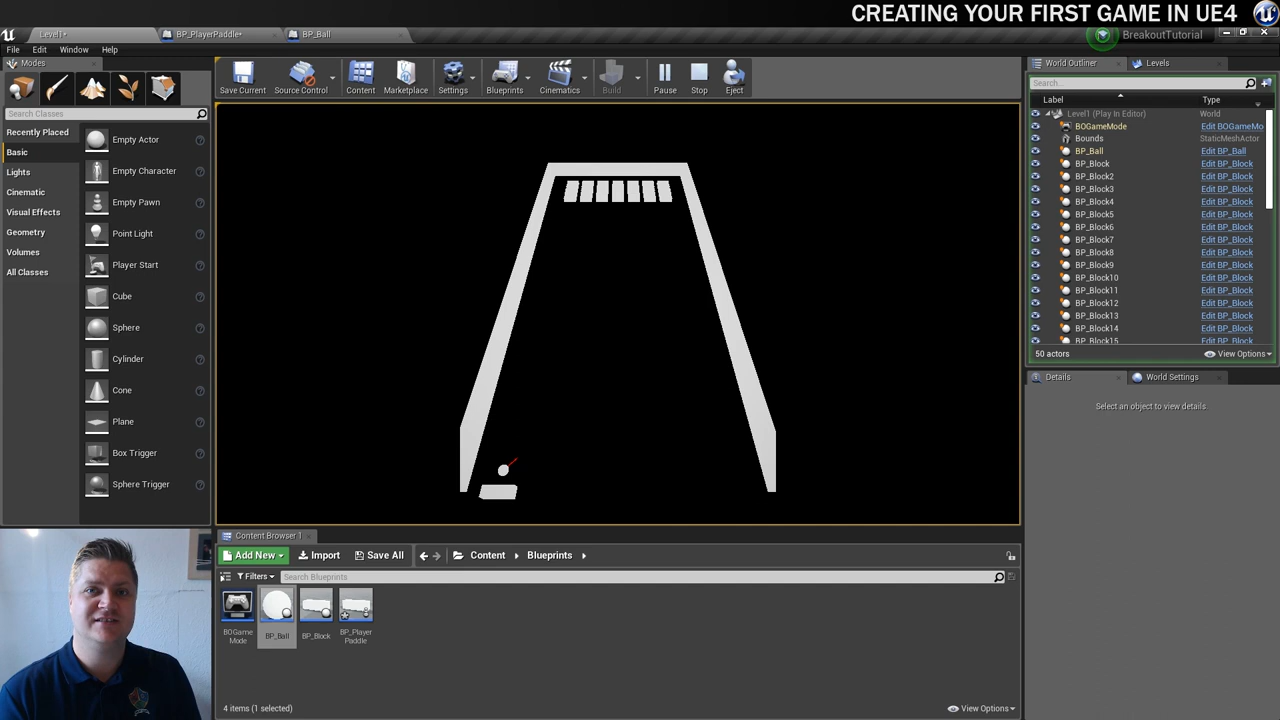 CREATING YOUR FIRST GAME IN UE4
Level1*
BP_PlayerPaddle*
BP_Ball
BreakoutTutorial
File Edit Window Help
Modes
Search Classes
Recently Placed
Basic
Lights
Cinematic
Visual Effects
Geometry
Volumes
All Classes
Empty Actor
Empty Character
Empty Pawn
Point Light
Player Start
Cube
Sphere
Cylinder
Cone
Plane
Box Trigger
Sphere Trigger
Save Current
Source Control
Content
Marketplace
Settings
Blueprints
Cinematics
Build
Pause
Stop
Eject
World Outliner
Levels
Search...
Label Type
Level1 (Play In Editor) World
BOGameMode Edit BOGameMo
Bounds StaticMeshActor
BP_Ball Edit BP_Ball
BP_Block Edit BP_Block
BP_Block2 Edit BP_Block
BP_Block3 Edit BP_Block
BP_Block4 Edit BP_Block
BP_Block5 Edit BP_Block
BP_Block6 Edit BP_Block
BP_Block7 Edit BP_Block
BP_Block8 Edit BP_Block
BP_Block9 Edit BP_Block
BP_Block10 Edit BP_Block
BP_Block11 Edit BP_Block
BP_Block12 Edit BP_Block
BP_Block13 Edit BP_Block
BP_Block14 Edit BP_Block
BP_Block15 Edit BP_Block
50 actors
View Options
Details
World Settings
Select an object to view details.
Content Browser 1
Add New
Import
Save All
Content
Blueprints
Filters
Search Blueprints
BOGame
Mode
BP_Ball
BP_Block
BP_Player
Paddle
4 items (1 selected)
View Options